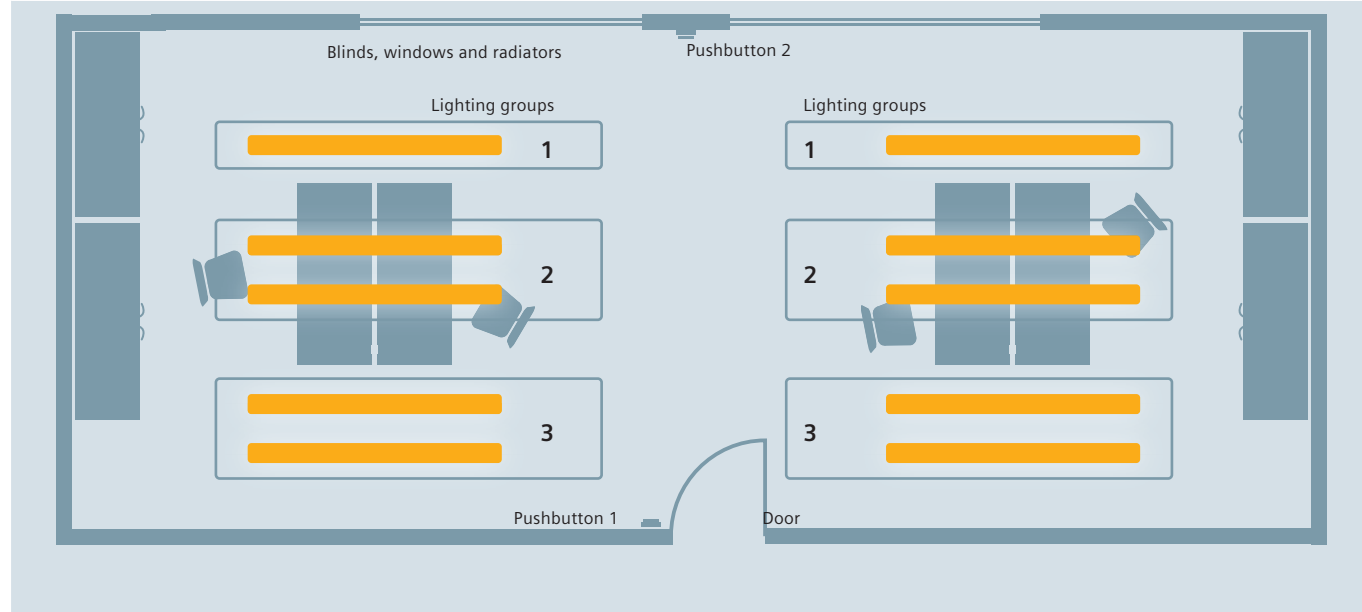 Blinds, windows and radiators
Pushbutton 2
Lighting groups
Lighting groups
1
1
2
2
3
3
Pushbutton 1
Door